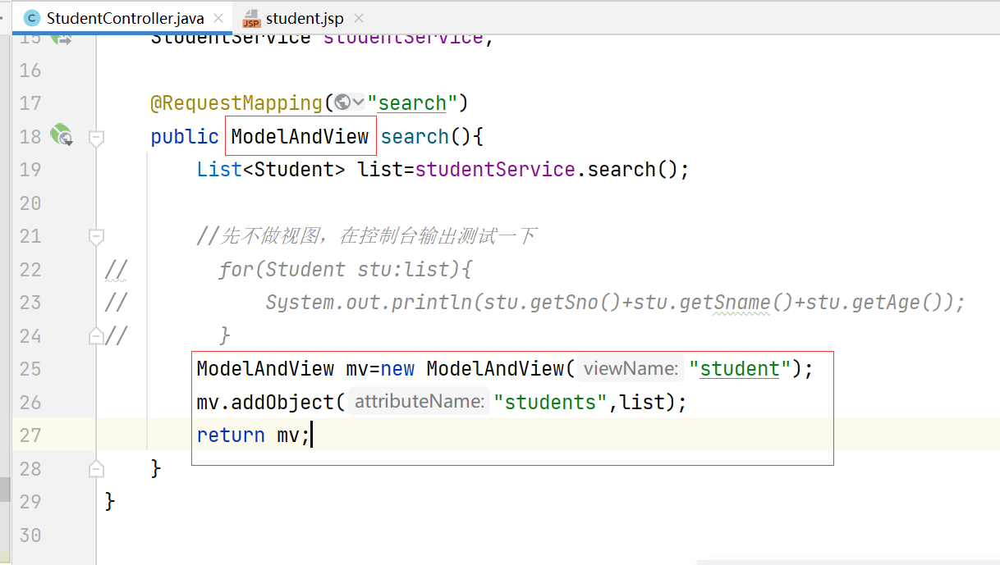 StudentController.java
student.jsp
15 StudentService studentService;
16
17 @RequestMapping("search")
18 public ModelAndView search(){
19 List<Student> list=studentService.search();
20
21 //先不做视图，在控制台输出测试一下
22 // for(Student stu:list){
23 // System.out.println(stu.getSno()+stu.getSname()+stu.getAge());
24 // }
25 ModelAndView mv=new ModelAndView( viewName: "student");
26 mv.addObject( attributeName: "students",list);
27 return mv;
28 }
29 }
30